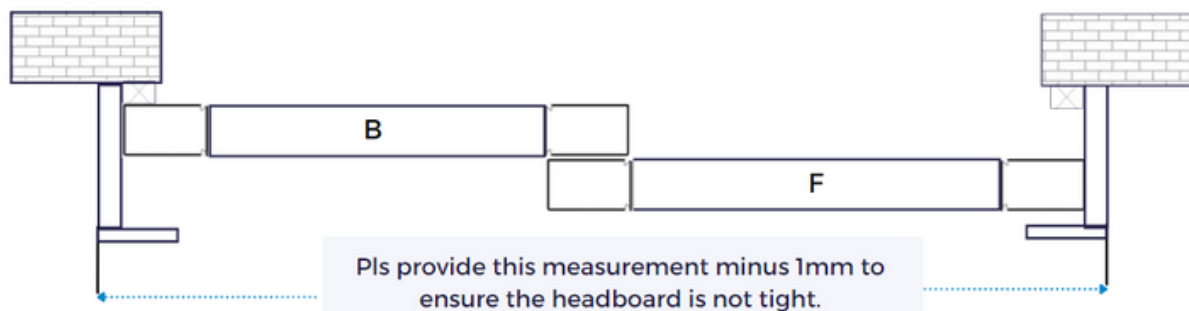 B
F
Pls provide this measurement minus 1mm to
ensure the headboard is not tight.